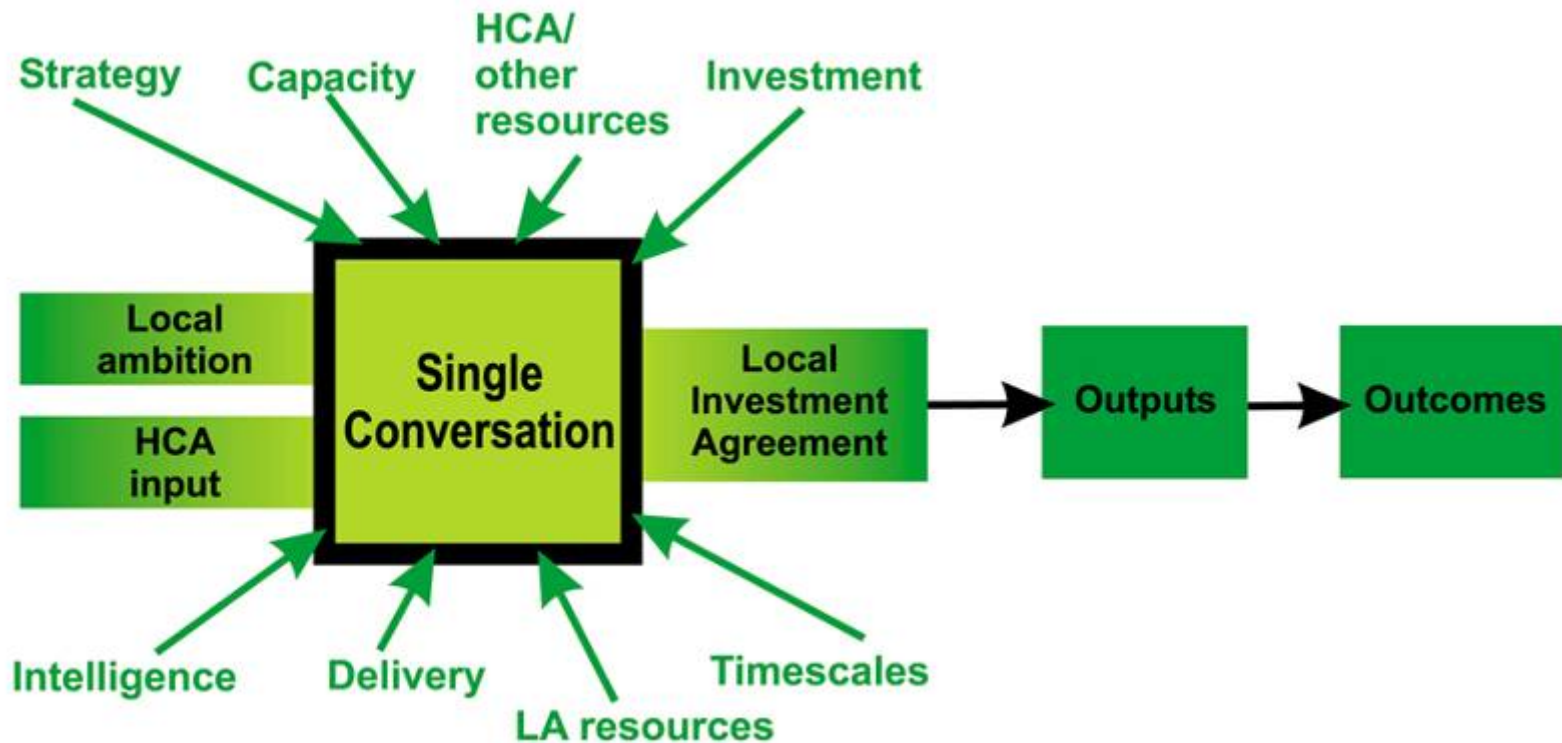 Strategy
Capacity
HCA/
other
resources
Investment
Local
ambition
HCA
input
Single
Conversation
Local
Investment
Agreement
Outputs
Outcomes
Intelligence
Delivery
LA resources
Timescales